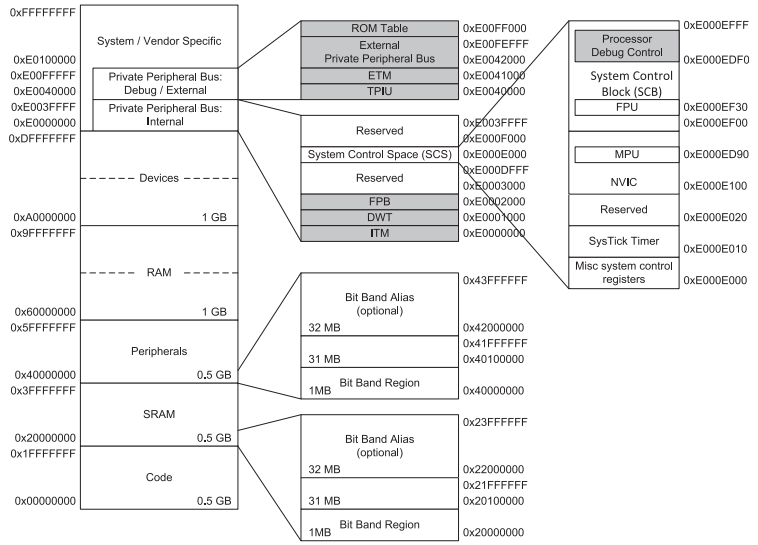 0xFFFFFFFF
System / Vendor Specific
0xE0100000
0xE00FFFFF
Private Peripheral Bus:
Debug / External
0xE0040000
0xE003FFFF
Private Peripheral Bus:
Internal
0xE0000000
0xDFFFFFFF
Devices
0xA0000000
1 GB
0x9FFFFFFF
RAM
0x60000000
1 GB
0x5FFFFFFF
Peripherals
0x40000000
0.5 GB
0x3FFFFFFF
SRAM
0x20000000
0.5 GB
0x1FFFFFFF
Code
0x00000000
0.5 GB
ROM Table
0xE00FF000
External
Private Peripheral Bus
0xE00FEFFF
0xE0042000
ETM
0xE0041000
TPIU
0xE0040000
Reserved
0xE003FFFF
0xE000F000
System Control Space (SCS)
0xE000E000
Reserved
0xE000DFFF
0xE0003000
FPB
0xE0002000
DWT
0xE0001000
ITM
0xE0000000
0x43FFFFFF
Bit Band Alias
(optional)
32 MB
0x42000000
0x41FFFFFF
31 MB
0x40100000
1MB
Bit Band Region
0x40000000
0x23FFFFFF
Bit Band Alias
(optional)
32 MB
0x22000000
0x21FFFFFF
31 MB
0x20100000
1MB
Bit Band Region
0x20000000
0xE000EFFF
Processor
Debug Control
0xE000EDF0
System Control
Block (SCB)
FPU
0xE000EF30
0xE000EF00
MPU
0xE000ED90
NVIC
0xE000E100
Reserved
0xE000E020
SysTick Timer
0xE000E010
Misc system control
registers
0xE000E000